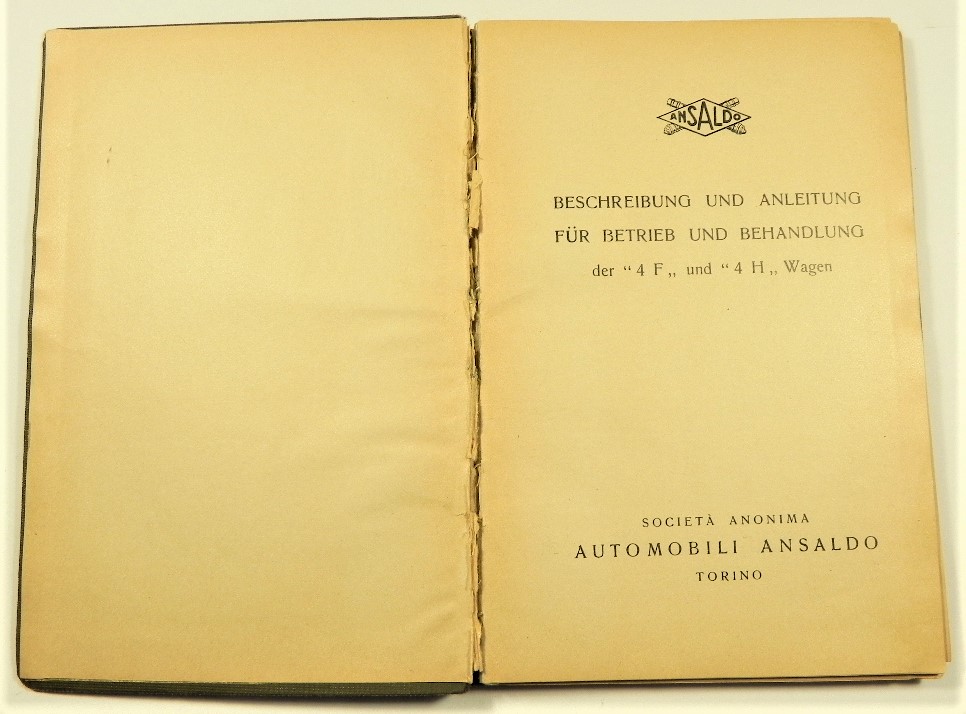 ANSALDO
BESCHREIBUNG UND ANLEITUNG
FÜR BETRIEB UND BEHANDLUNG
der “ 4 F „ und “ 4 H „ Wagen
SOCIETÀ ANONIMA
AUTOMOBILI ANSALDO
TORINO